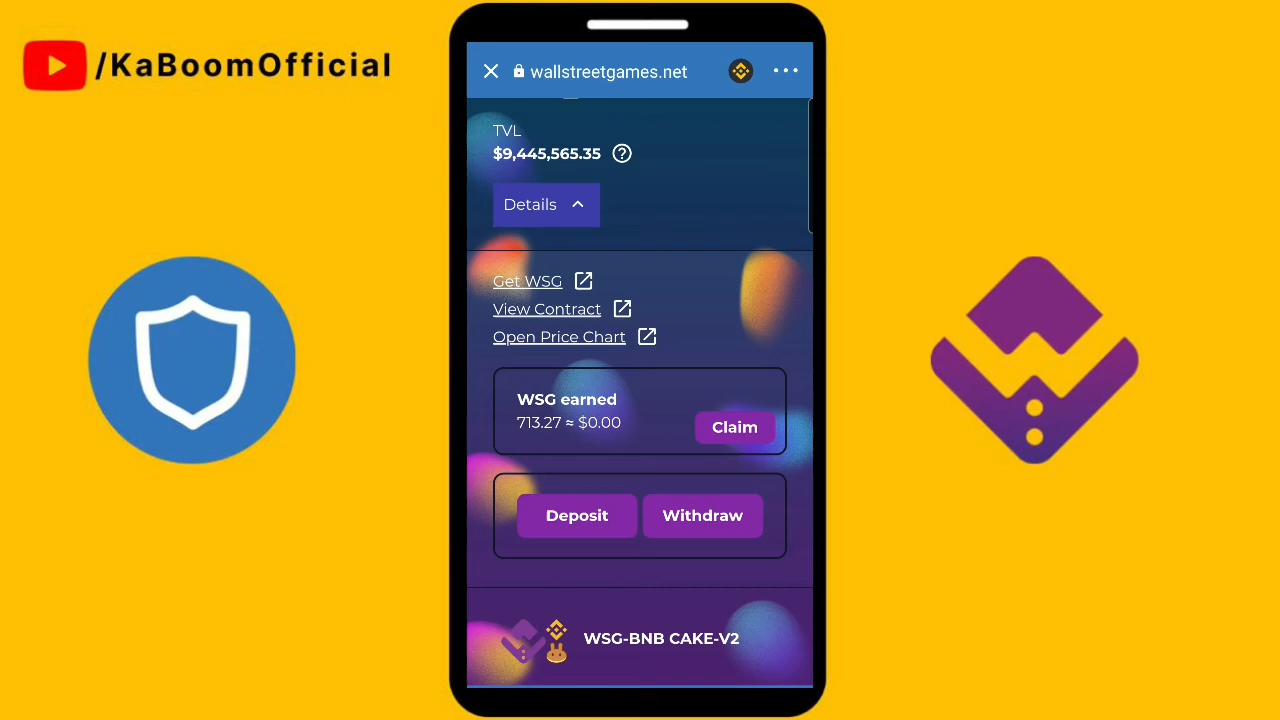 /KaBoomOfficial
wallstreetgames.net
TVL
$9,445,565.35
Details
Get WSG
View Contract
Open Price Chart
WSG earned
713.27 ≈ $0.00
Claim
Deposit
Withdraw
WSG-BNB CAKE-V2